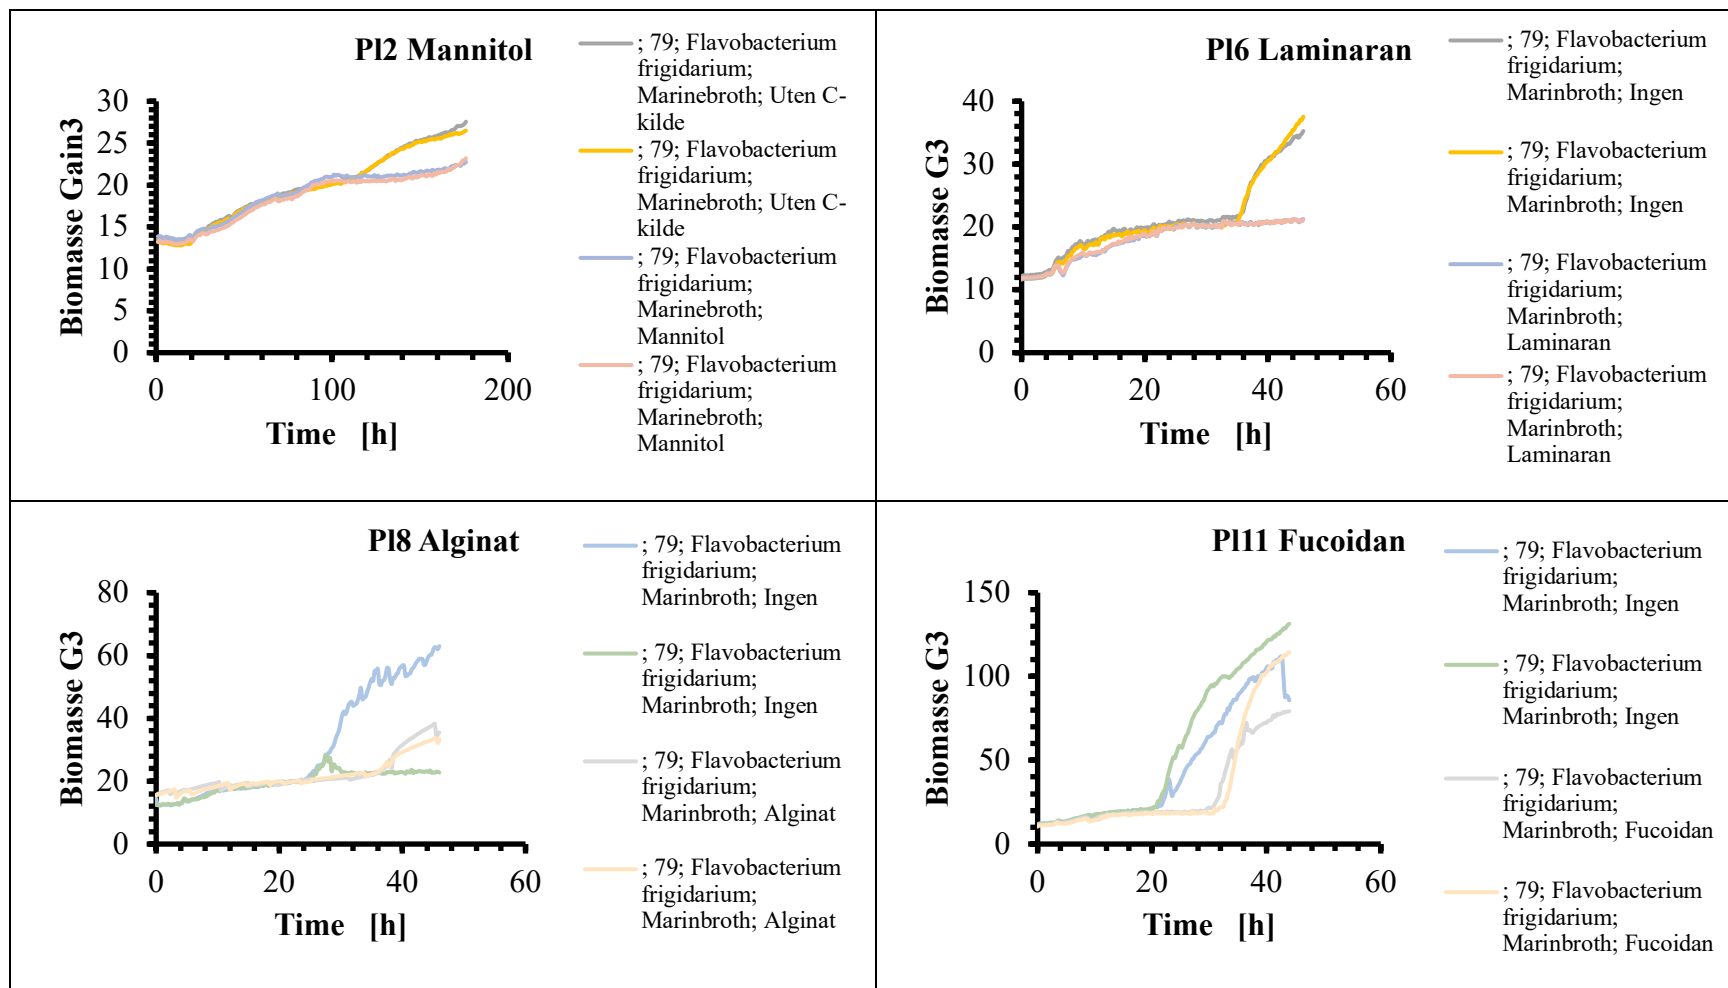 Pl2 Mannitol
Biomasse Gain3
30
25
20
15
10
5
0
0
100
200
Time [h]
; 79; Flavobacterium
frigidarium;
Marinebroth; Uten C-
kilde
; 79; Flavobacterium
frigidarium;
Marinebroth; Uten C-
kilde
; 79; Flavobacterium
frigidarium;
Marinebroth;
Mannitol
; 79; Flavobacterium
frigidarium;
Marinebroth;
Mannitol
Pl6 Laminaran
Biomasse G3
40
30
20
10
0
0
20
40
60
Time [h]
; 79; Flavobacterium
frigidarium;
Marinbroth; Ingen
; 79; Flavobacterium
frigidarium;
Marinbroth; Ingen
; 79; Flavobacterium
frigidarium;
Marinbroth;
Laminaran
; 79; Flavobacterium
frigidarium;
Marinbroth;
Laminaran
Pl8 Alginat
Biomasse G3
80
60
40
20
0
0
20
40
60
Time [h]
; 79; Flavobacterium
frigidarium;
Marinbroth; Ingen
; 79; Flavobacterium
frigidarium;
Marinbroth; Ingen
; 79; Flavobacterium
frigidarium;
Marinbroth; Alginat
; 79; Flavobacterium
frigidarium;
Marinbroth; Alginat
Pl11 Fucoidan
Biomasse G3
150
100
50
0
0
20
40
60
Time [h]
; 79; Flavobacterium
frigidarium;
Marinbroth; Ingen
; 79; Flavobacterium
frigidarium;
Marinbroth; Ingen
; 79; Flavobacterium
frigidarium;
Marinbroth; Fucoidan
; 79; Flavobacterium
frigidarium;
Marinbroth; Fucoidan